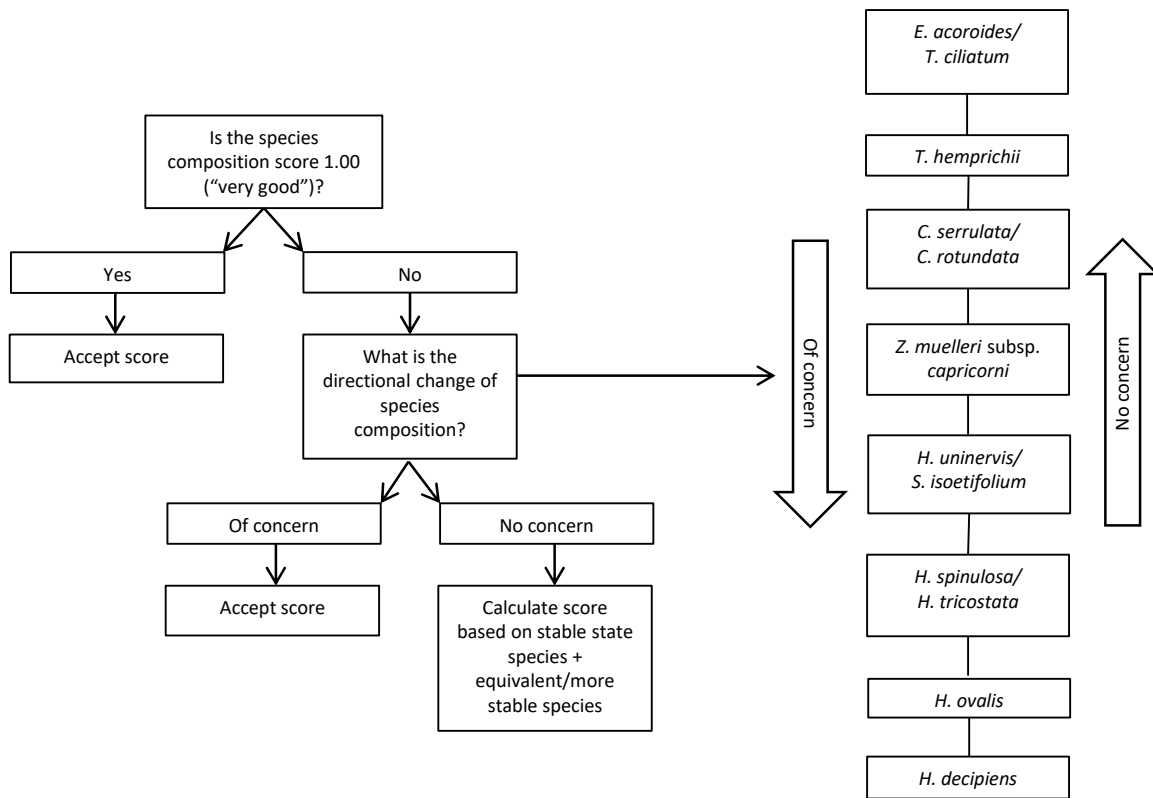 Is the species
composition score 1.00
(“very good”)?
Yes
No
Accept score
What is the
directional change of
species
composition?
Of concern
No concern
Accept score
Calculate score
based on stable state
species +
equivalent/more
stable species
Of concern
E. acoroides/
T. ciliatum
T. hemprichii
C. serrulata/
C. rotundata
Z. muelleri subsp.
capricorni
H. uninervis/
S. isoetifolium
H. spinulosa/
H. tricostata
H. ovalis
H. decipiens
No concern